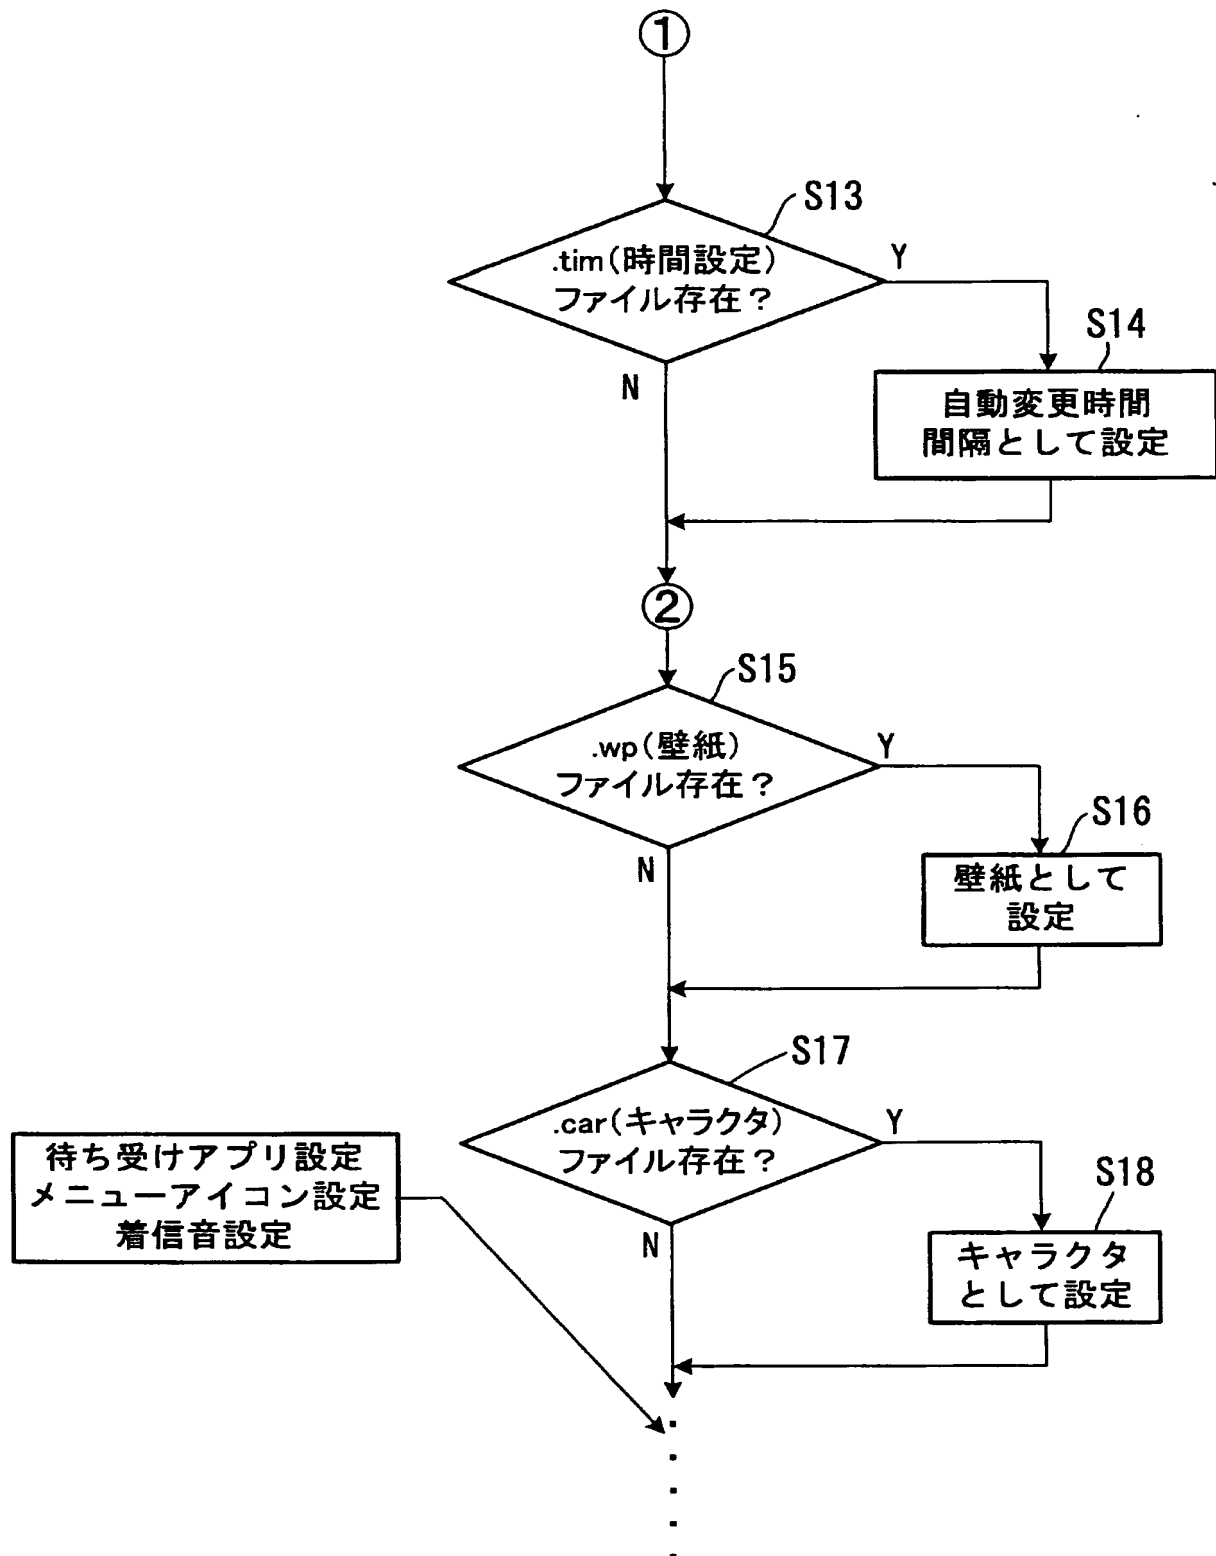 ①
S13
.tim(時間設定)
ファイル存在？
Y
N
S14
自動変更時間
間隔として設定
②
S15
.wp(壁紙)
ファイル存在？
Y
N
S16
壁紙として
設定
S17
.car(キャラクタ)
ファイル存在？
Y
N
S18
キャラクタ
として設定
待ち受けアプリ設定
メニューアイコン設定
着信音設定